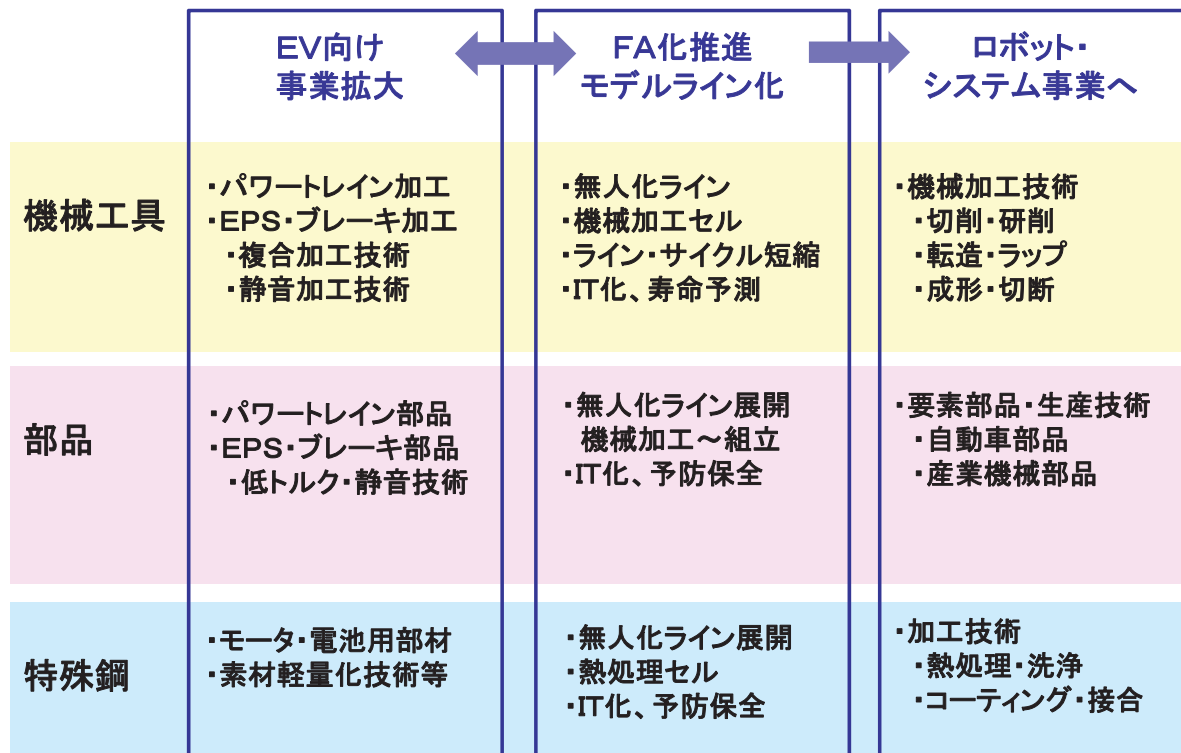 EV向け
事業拡大
FA化推進
モデルライン化
ロボット・
システム事業へ
機械工具
・パワートレイン加工
・EPS・ブレーキ加工
・複合加工技術
・静音加工技術
・無人化ライン
・機械加工セル
・ライン・サイクル短縮
・IT化、寿命予測
・機械加工技術
・切削・研削
・転造・ラップ
・成形・切断
部品
・パワートレイン部品
・EPS・ブレーキ部品
・低トルク・静音技術
・無人化ライン展開
機械加工～組立
・IT化、予防保全
・要素部品・生産技術
・自動車部品
・産業機械部品
特殊鋼
・モータ・電池用部材
・素材軽量化技術等
・無人化ライン展開
・熱処理セル
・IT化、予防保全
・加工技術
・熱処理・洗浄
・コーティング・接合